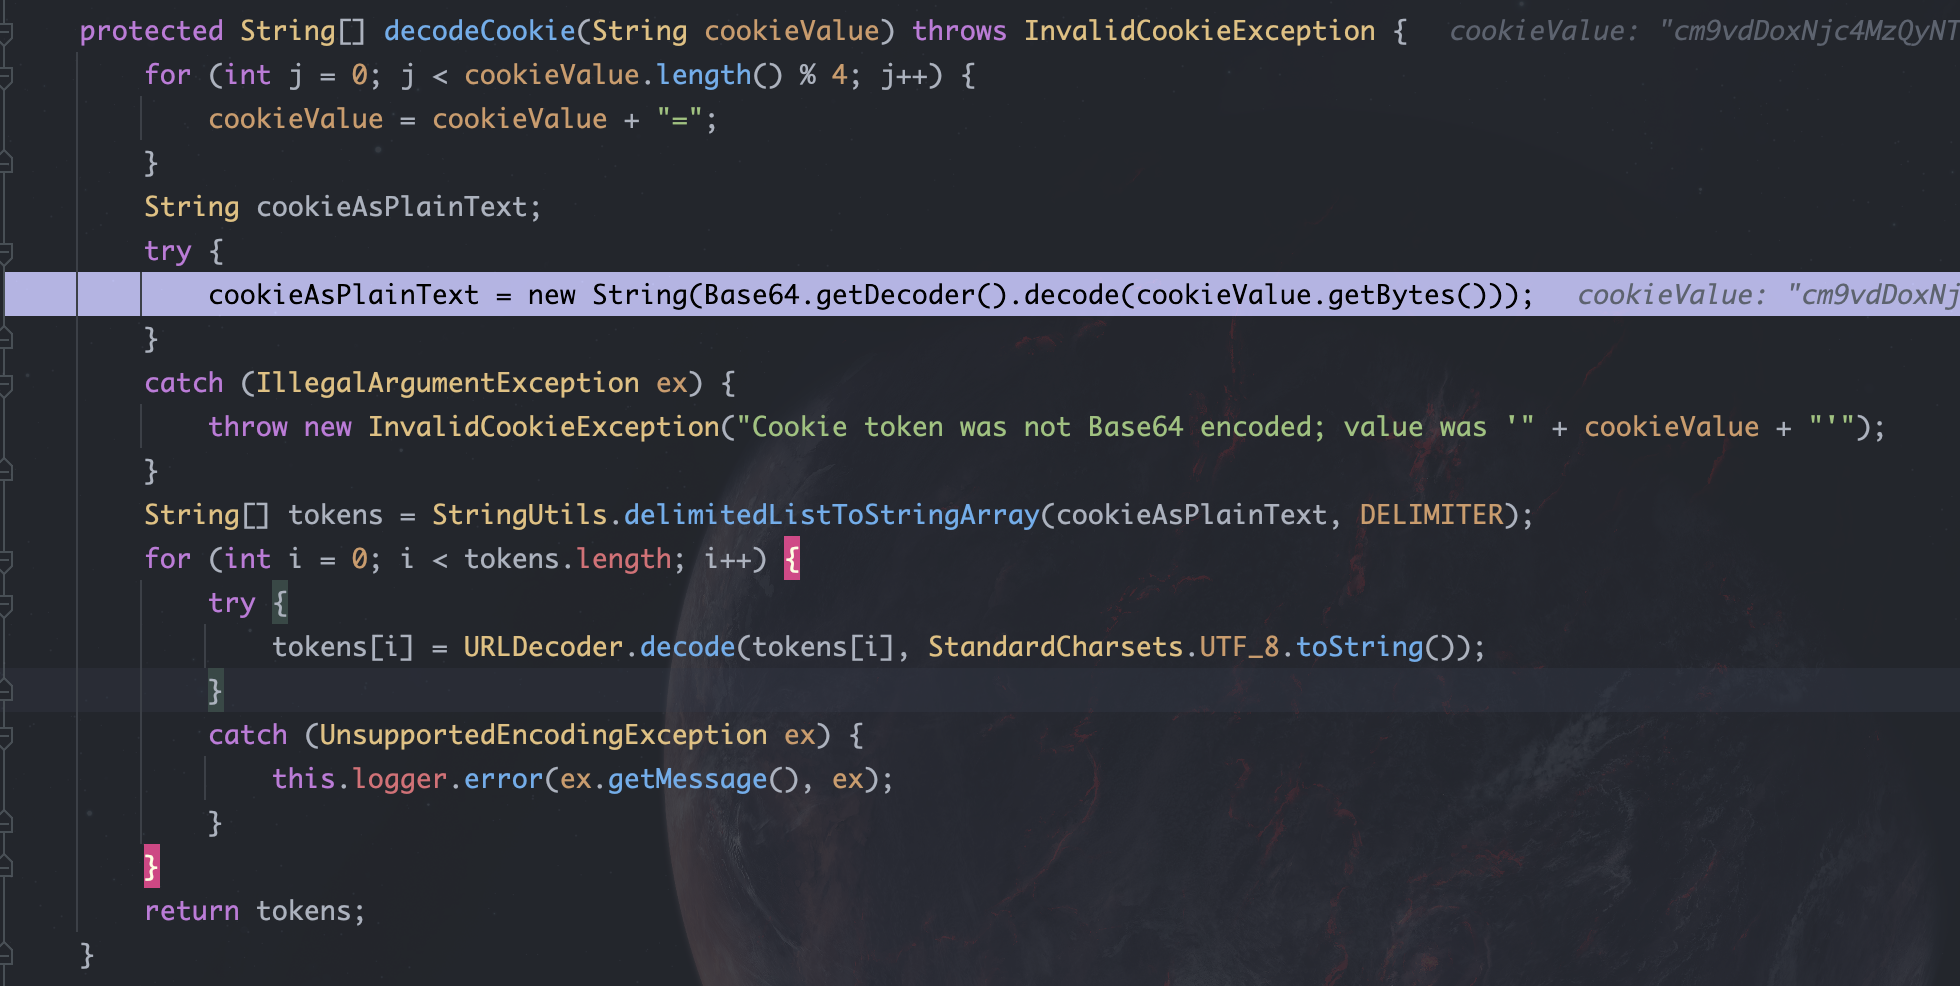 protected String[] decodeCookie(String cookieValue) throws InvalidCookieException {   cookieValue: "cm9vdDoxNjc4MzQyNT
    for (int j = 0; j < cookieValue.length() % 4; j++) {
        cookieValue = cookieValue + "=";
    }
    String cookieAsPlainText;
    try {
        cookieAsPlainText = new String(Base64.getDecoder().decode(cookieValue.getBytes()));   cookieValue: "cm9vdDoxNj
    }
    catch (IllegalArgumentException ex) {
        throw new InvalidCookieException("Cookie token was not Base64 encoded; value was '" + cookieValue + "'");
    }
    String[] tokens = StringUtils.delimitedListToStringArray(cookieAsPlainText, DELIMITER);
    for (int i = 0; i < tokens.length; i++) {
        try {
            tokens[i] = URLDecoder.decode(tokens[i], StandardCharsets.UTF_8.toString());
        }
        catch (UnsupportedEncodingException ex) {
            this.logger.error(ex.getMessage(), ex);
        }
    }
    return tokens;
}